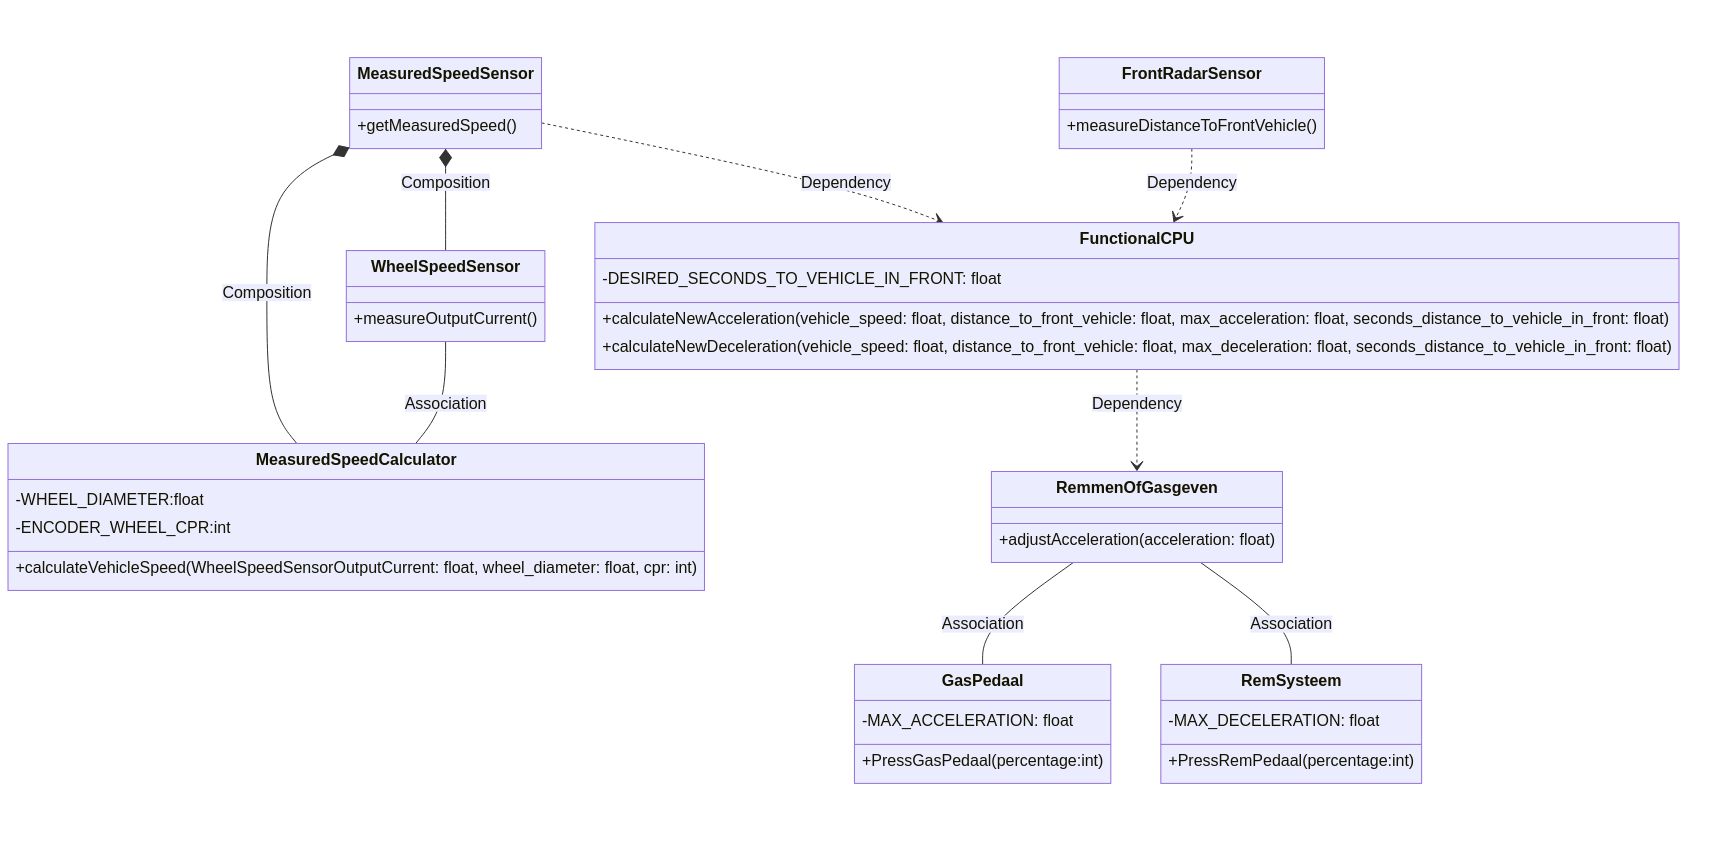 MeasuredSpeedSensor
+getMeasuredSpeed()
FrontRadarSensor
+measureDistanceToFrontVehicle()
Composition
Dependency
Dependency
FunctionalCPU
-DESIRED_SECONDS_TO_VEHICLE_IN_FRONT: float
+calculateNewAcceleration(vehicle_speed: float, distance_to_front_vehicle: float, max_acceleration: float, seconds_distance_to_vehicle_in_front: float)
+calculateNewDeceleration(vehicle_speed: float, distance_to_front_vehicle: float, max_deceleration: float, seconds_distance_to_vehicle_in_front: float)
WheelSpeedSensor
+measureOutputCurrent()
Composition
Association
Dependency
MeasuredSpeedCalculator
-WHEEL_DIAMETER:float
-ENCODER_WHEEL_CPR:int
+calculateVehicleSpeed(WheelSpeedSensorOutputCurrent: float, wheel_diameter: float, cpr: int)
RemmenOfGasgeven
+adjustAcceleration(acceleration: float)
Association
Association
GasPedaal
-MAX_ACCELERATION: float
+PressGasPedaal(percentage:int)
RemSysteem
-MAX_DECELERATION: float
+PressRemPedaal(percentage:int)